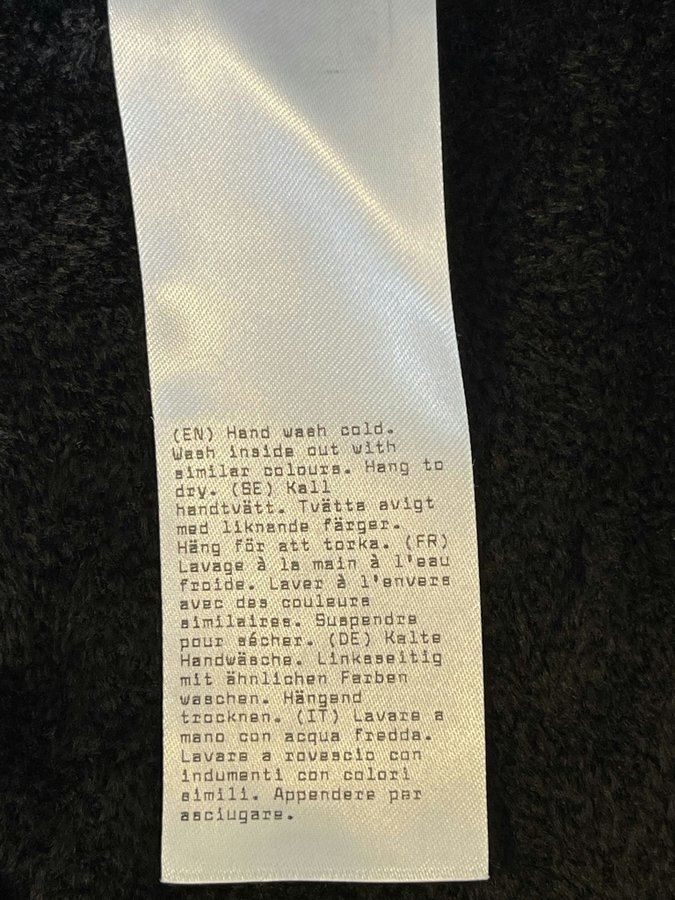 (EN) Hand wash cold.
Wash inside out with
similar colours. Hang to
dry. (SE) Kall
handtvätt. Tvätta avigt
med liknande färger.
Häng för att torka. (FR)
Lavage à la main à l'eau
froide. Laver à l'envers
avec des couleurs
similaires. Suspendre
pour sécher. (DE) Kalte
Handwäsche. Linksseitig
mit ähnlichen Farben
waschen. Hängend
trocknen. (IT) Lavare a
mano con acqua fredda.
Lavare a rovescio con
indumenti con colori
simili. Appendere per
asciugare.